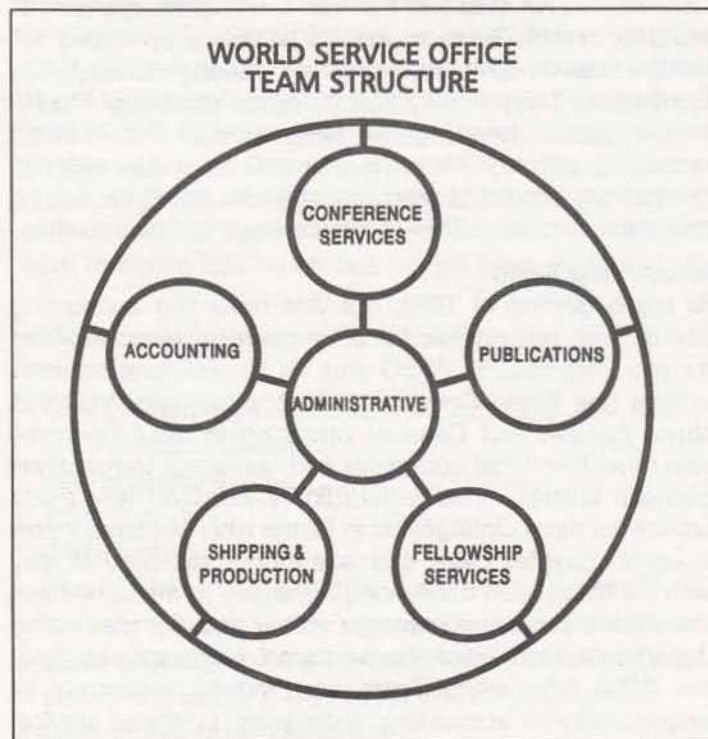 WORLD SERVICE OFFICE
TEAM STRUCTURE
CONFERENCE
SERVICES
ACCOUNTING
PUBLICATIONS
ADMINISTRATIVE
SHIPPING &
PRODUCTION
FELLOWSHIP
SERVICES